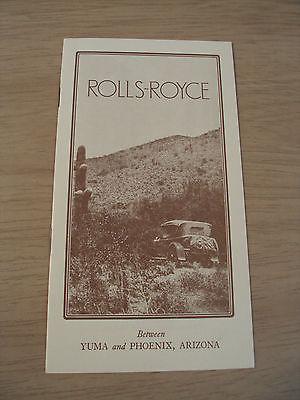 ROLLS-ROYCE
Between
YUMA and PHOENIX, ARIZONA